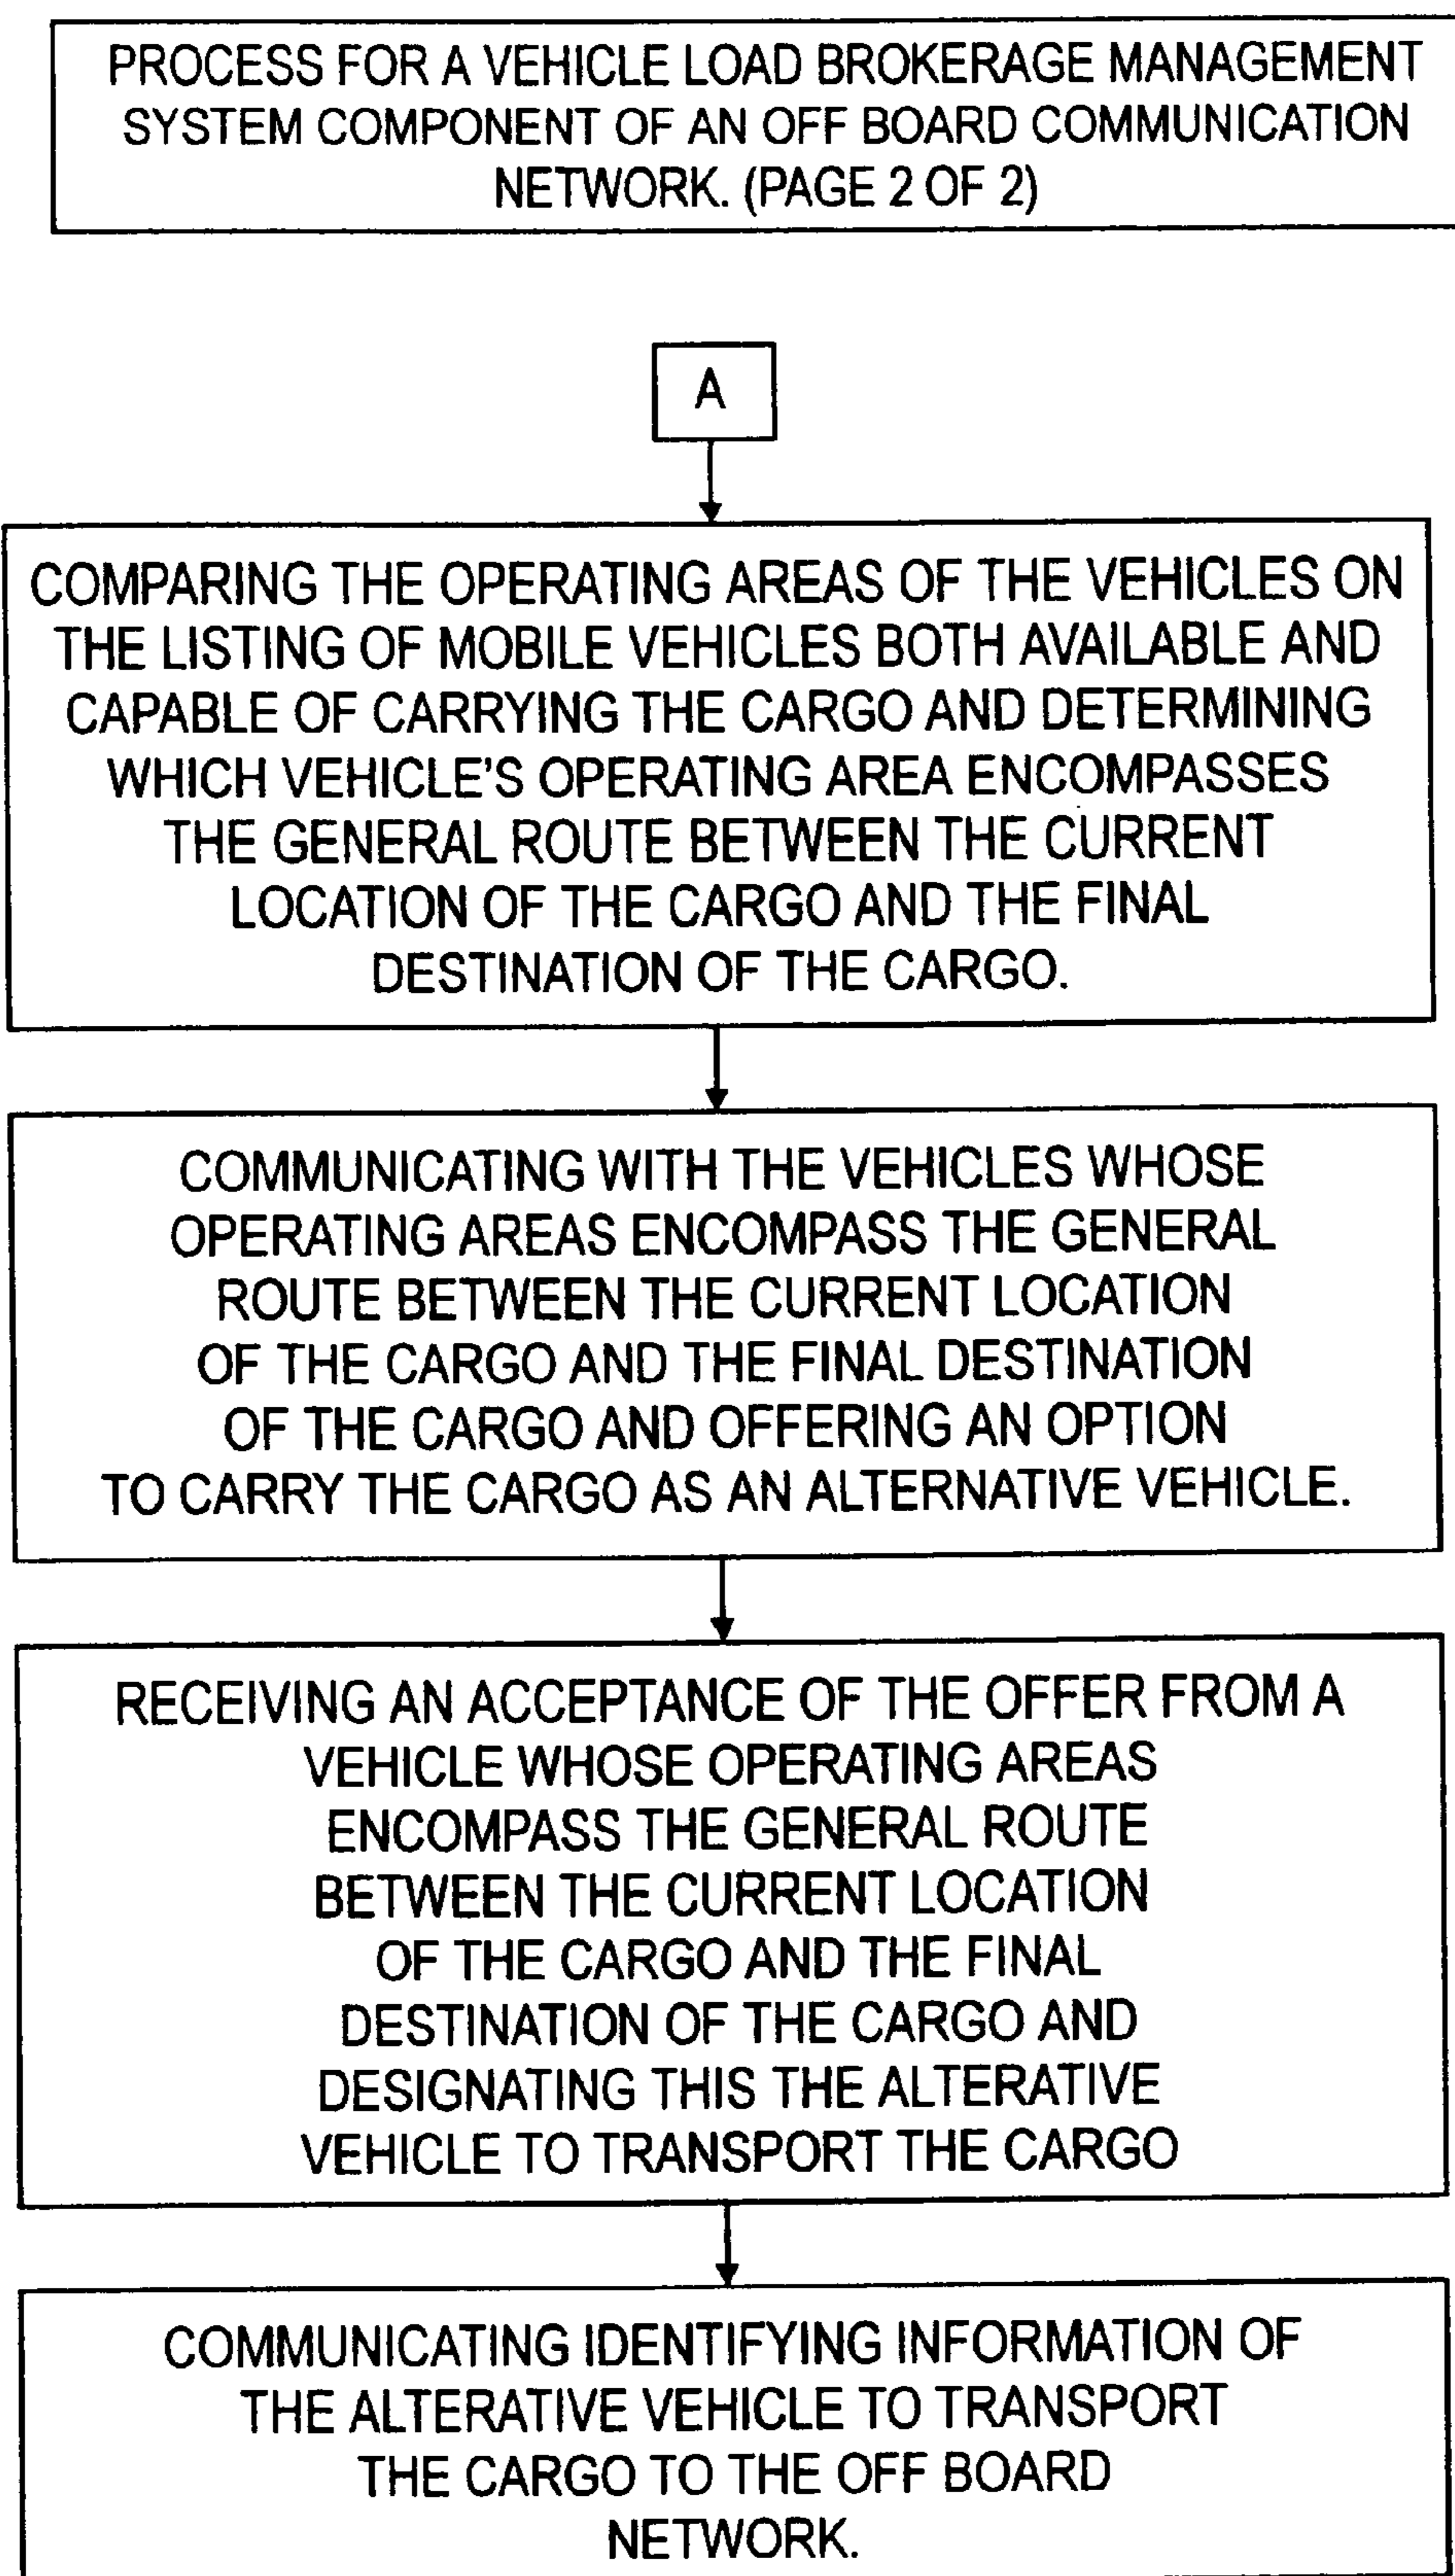 PROCESS FOR A VEHICLE LOAD BROKERAGE MANAGEMENT
SYSTEM COMPONENT OF AN OFF BOARD COMMUNICATION
NETWORK. (PAGE 2 OF 2)
A
COMPARING THE OPERATING AREAS OF THE VEHICLES ON
THE LISTING OF MOBILE VEHICLES BOTH AVAILABLE AND
CAPABLE OF CARRYING THE CARGO AND DETERMINING
WHICH VEHICLE'S OPERATING AREA ENCOMPASSES
THE GENERAL ROUTE BETWEEN THE CURRENT
LOCATION OF THE CARGO AND THE FINAL
DESTINATION OF THE CARGO.
COMMUNICATING WITH THE VEHICLES WHOSE
OPERATING AREAS ENCOMPASS THE GENERAL
ROUTE BETWEEN THE CURRENT LOCATION
OF THE CARGO AND THE FINAL DESTINATION
OF THE CARGO AND OFFERING AN OPTION
TO CARRY THE CARGO AS AN ALTERNATIVE VEHICLE.
RECEIVING AN ACCEPTANCE OF THE OFFER FROM A
VEHICLE WHOSE OPERATING AREAS
ENCOMPASS THE GENERAL ROUTE
BETWEEN THE CURRENT LOCATION
OF THE CARGO AND THE FINAL
DESTINATION OF THE CARGO AND
DESIGNATING THIS THE ALTERATIVE
VEHICLE TO TRANSPORT THE CARGO
COMMUNICATING IDENTIFYING INFORMATION OF
THE ALTERATIVE VEHICLE TO TRANSPORT
THE CARGO TO THE OFF BOARD
NETWORK.